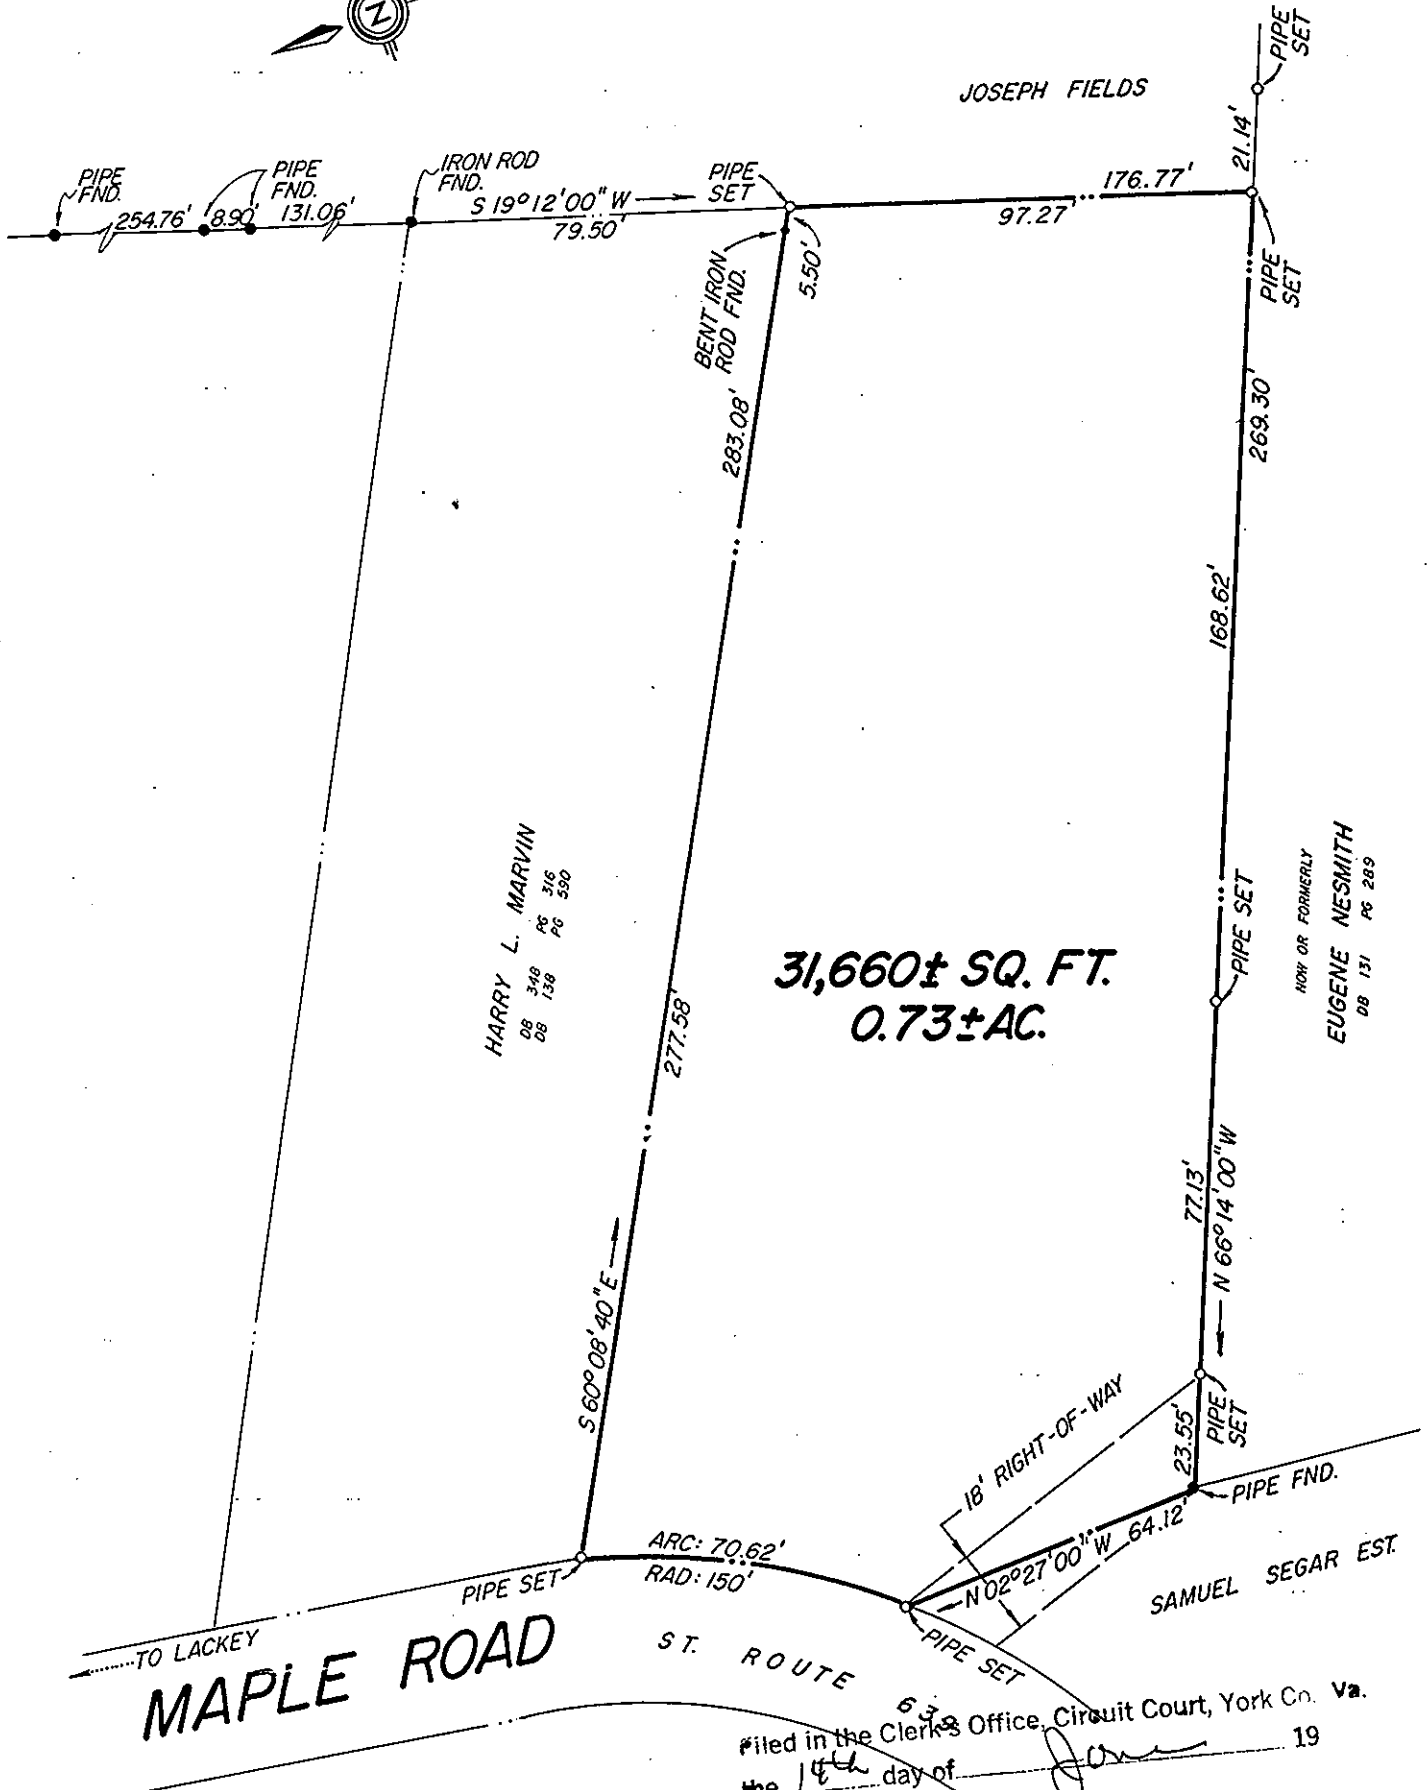 N
PIPE
SET
JOSEPH FIELDS
21.14'
PIPE
FND.
PIPE
FND.
IRON ROD
FND.
PIPE
SET
176.77'
254.76'
8.90'
131.06'
S 19°12'00" W
79.50'
97.27'
PIPE
SET
BENT IRON
ROD FND.
5.50'
283.08'
269.30'
168.62'
HARRY L. MARVIN
DB 348 PG 316
DB 138 PG 590
31,660± SQ. FT.
0.73± AC.
PIPE SET
NOW OR FORMERLY
EUGENE NESMITH
DB 131 PG 289
277.58'
77.13'
N 66°14'00" W
S 60°08'40" E
18' RIGHT-OF-WAY
23.55'
PIPE
SET
PIPE FND.
ARC: 70.62'
RAD: 150'
N 02°27'00" W 64.12'
PIPE SET
SAMUEL SEGAR EST.
PIPE SET
TO LACKEY
MAPLE ROAD
ST. ROUTE 638
Filed in the Clerk's Office, Circuit Court, York Co. Va.
the 18th day of June 19